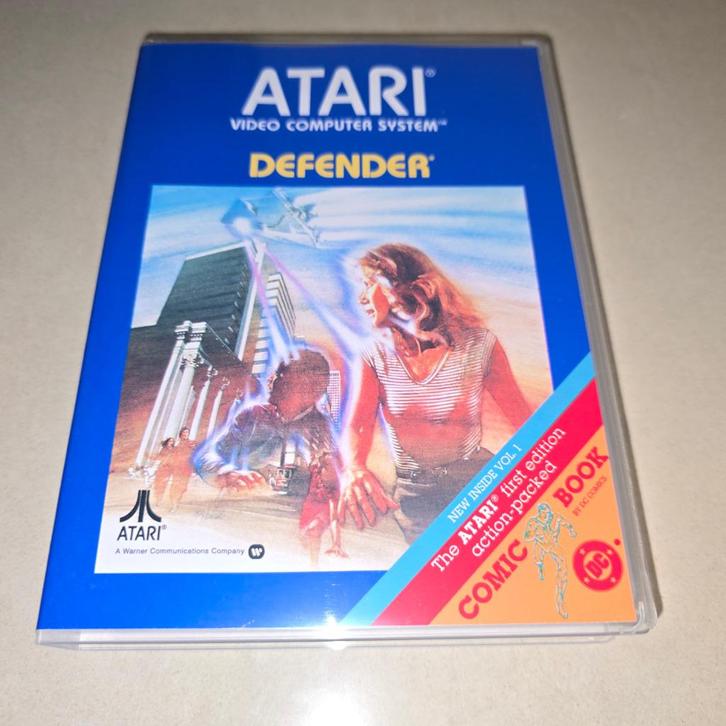 ATARI®
VIDEO COMPUTER SYSTEM™
DEFENDER®
NEW INSIDE VOL 1
The ATARI® first edition
action-packed
COMIC BOOK
BY DC COMICS
DC
ATARI®
A Warner Communications Company W